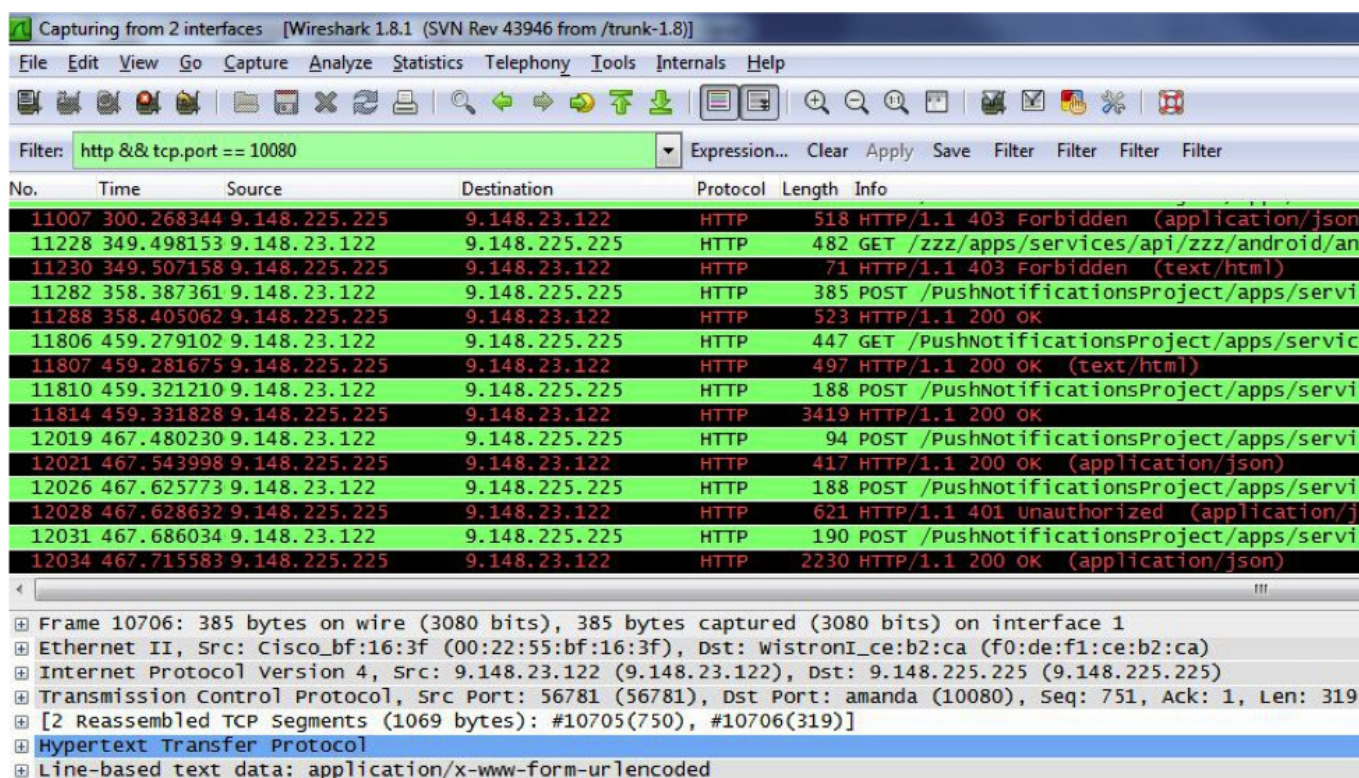 Capturing from 2 interfaces [Wireshark 1.8.1 (SVN Rev 43946 from /trunk-1.8)]
File Edit View Go Capture Analyze Statistics Telephony Tools Internals Help
Filter: http && tcp.port == 10080 Expression... Clear Apply Save Filter Filter Filter Filter
No. Time Source Destination Protocol Length Info
11007 300.268344 9.148.225.225 9.148.23.122 HTTP 518 HTTP/1.1 403 Forbidden (application/json
11228 349.498153 9.148.23.122 9.148.225.225 HTTP 482 GET /zzz/apps/services/api/zzz/android/an
11230 349.507158 9.148.225.225 9.148.23.122 HTTP 71 HTTP/1.1 403 Forbidden (text/html)
11282 358.387361 9.148.23.122 9.148.225.225 HTTP 385 POST /PushNotificationsProject/apps/servi
11288 358.405062 9.148.225.225 9.148.23.122 HTTP 523 HTTP/1.1 200 OK
11806 459.279102 9.148.23.122 9.148.225.225 HTTP 447 GET /PushNotificationsProject/apps/servic
11807 459.281675 9.148.225.225 9.148.23.122 HTTP 497 HTTP/1.1 200 OK (text/html)
11810 459.321210 9.148.23.122 9.148.225.225 HTTP 188 POST /PushNotificationsProject/apps/servi
11814 459.331828 9.148.225.225 9.148.23.122 HTTP 3419 HTTP/1.1 200 OK
12019 467.480230 9.148.23.122 9.148.225.225 HTTP 94 POST /PushNotificationsProject/apps/servi
12021 467.543998 9.148.225.225 9.148.23.122 HTTP 417 HTTP/1.1 200 OK (application/json)
12026 467.625773 9.148.23.122 9.148.225.225 HTTP 188 POST /PushNotificationsProject/apps/servi
12028 467.628632 9.148.225.225 9.148.23.122 HTTP 621 HTTP/1.1 401 Unauthorized (application/j
12031 467.686034 9.148.23.122 9.148.225.225 HTTP 190 POST /PushNotificationsProject/apps/servi
12034 467.715583 9.148.225.225 9.148.23.122 HTTP 2230 HTTP/1.1 200 OK (application/json)
Frame 10706: 385 bytes on wire (3080 bits), 385 bytes captured (3080 bits) on interface 1
Ethernet II, Src: Cisco_bf:16:3f (00:22:55:bf:16:3f), Dst: WistronI_ce:b2:ca (f0:de:f1:ce:b2:ca)
Internet Protocol Version 4, Src: 9.148.23.122 (9.148.23.122), Dst: 9.148.225.225 (9.148.225.225)
Transmission Control Protocol, Src Port: 56781 (56781), Dst Port: amanda (10080), Seq: 751, Ack: 1, Len: 319
[2 Reassembled TCP Segments (1069 bytes): #10705(750), #10706(319)]
Hypertext Transfer Protocol
Line-based text data: application/x-www-form-urlencoded